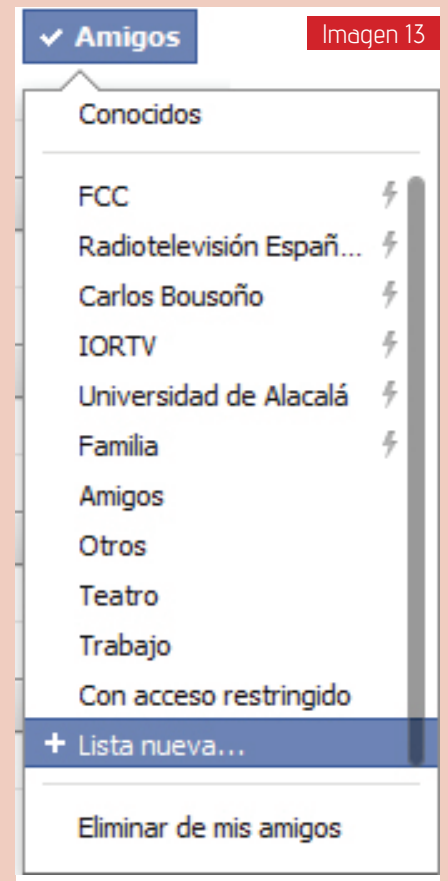 ✓ Amigos
Imagen 13
Conocidos
FCC
Radiotelevisión Españ...
Carlos Bousoño
IORTV
Universidad de Alacalá
Familia
Amigos
Otros
Teatro
Trabajo
Con acceso restringido
+ Lista nueva...
Eliminar de mis amigos